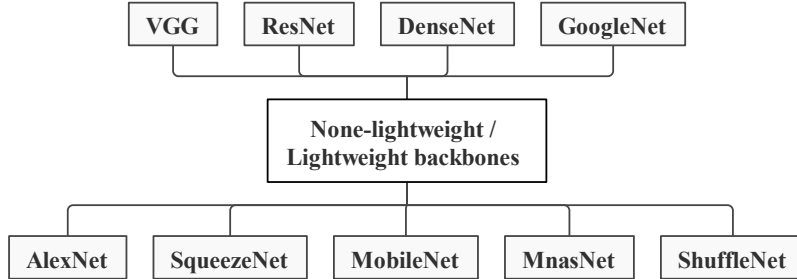 VGG
ResNet
DenseNet
GoogleNet
None-lightweight /
Lightweight backbones
AlexNet
SqueezeNet
MobileNet
MnasNet
ShuffleNet